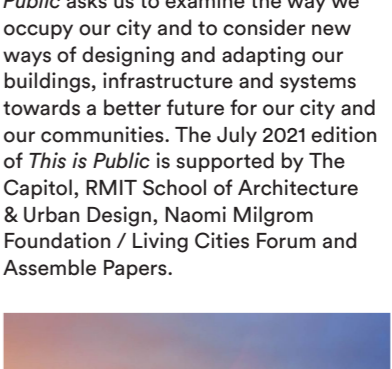 Public asks us to examine the way we
occupy our city and to consider new
ways of designing and adapting our
buildings, infrastructure and systems
towards a better future for our city and
our communities. The July 2021 edition
of This is Public is supported by The
Capitol, RMIT School of Architecture
& Urban Design, Naomi Milgrom
Foundation / Living Cities Forum and
Assemble Papers.